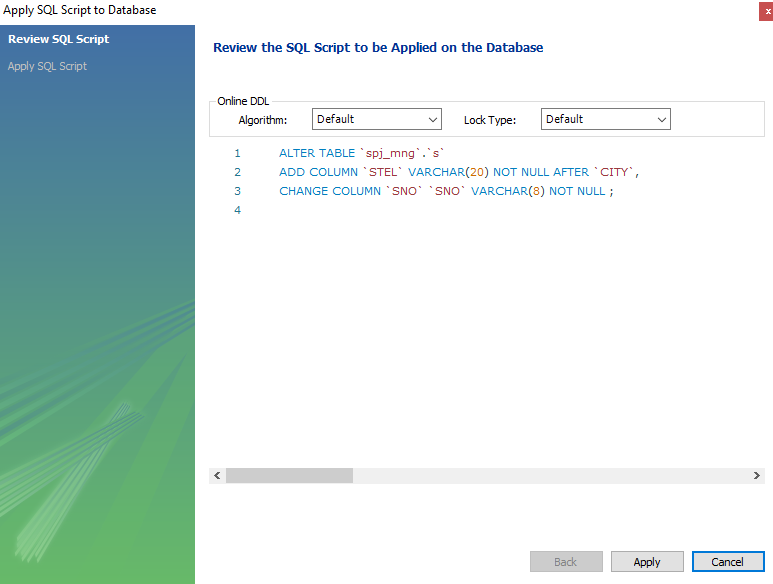 Apply SQL Script to Database
x
Review SQL Script
Apply SQL Script
Review the SQL Script to be Applied on the Database
Online DDL
Algorithm: Default Lock Type: Default
1 ALTER TABLE `spj_mng`.`s`
2 ADD COLUMN `STEL` VARCHAR(20) NOT NULL AFTER `CITY`,
3 CHANGE COLUMN `SNO` `SNO` VARCHAR(8) NOT NULL ;
4
Back Apply Cancel